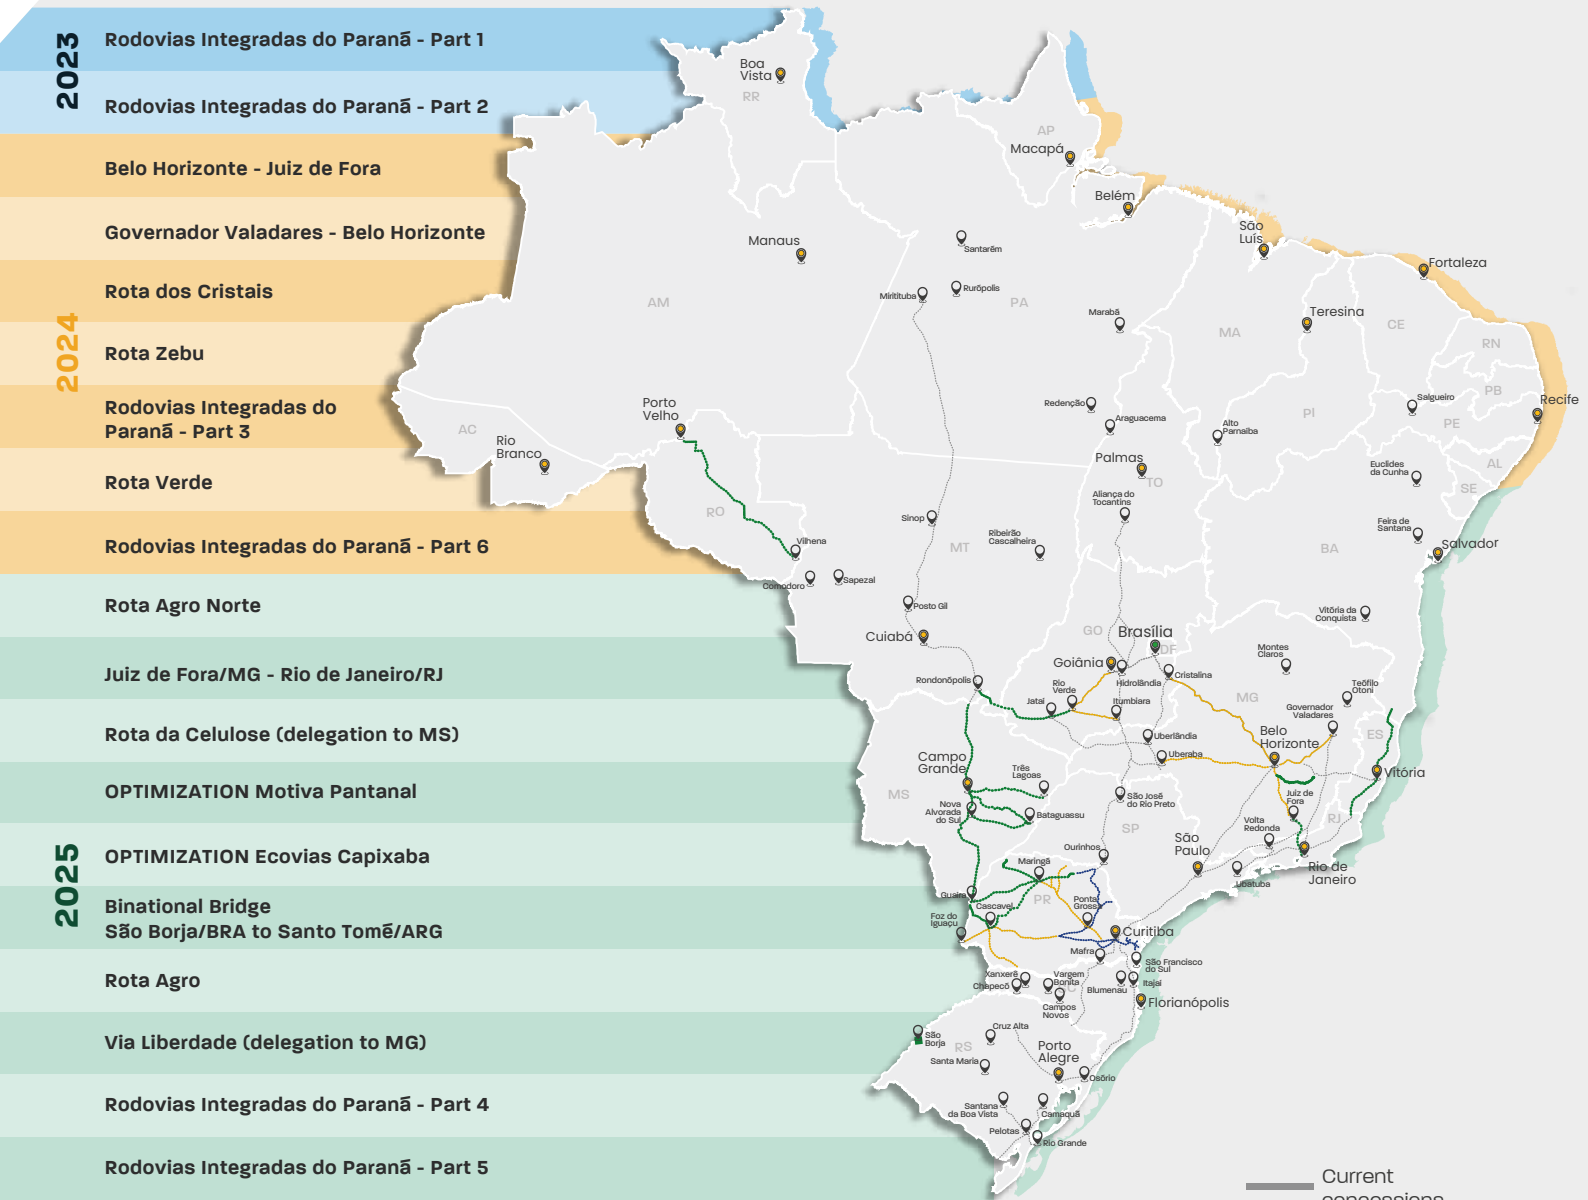 2023
Rodovias Integradas do Paraná - Part 1
Rodovias Integradas do Paraná - Part 2
2024
Belo Horizonte - Juiz de Fora
Governador Valadares - Belo Horizonte
Rota dos Cristais
Rota Zebu
Rodovias Integradas do
Paraná - Part 3
Rota Verde
Rodovias Integradas do Paraná - Part 6
2025
Rota Agro Norte
Juiz de Fora/MG - Rio de Janeiro/RJ
Rota da Celulose (delegation to MS)
OPTIMIZATION Motiva Pantanal
OPTIMIZATION Ecovias Capixaba
Binational Bridge
São Borja/BRA to Santo Tomé/ARG
Rota Agro
Via Liberdade (delegation to MG)
Rodovias Integradas do Paraná - Part 4
Rodovias Integradas do Paraná - Part 5
Boa
Vista
RR
AP
Macapá
Belém
Manaus
Santarém
São
Luís
Fortaleza
AM
Miritituba
Rurópolis
PA
Marabá
MA
Teresina
CE
RN
PB
Porto
Velho
Redenção
Araguacema
Alto
Parnaíba
PI
Salgueiro
Recife
PE
AC
Rio
Branco
Palmas
TO
Euclides
da Cunha
AL
SE
RO
Aliança do
Tocantins
Sinop
Ribeirão
Cascalheira
MT
Feira de
Santana
Salvador
BA
Vilhena
Comodoro
Sapezal
Posto Gil
Vitória da
Conquista
Cuiabá
GO
Brasília
DF
Goiânia
Hidrolândia
Cristalina
Montes
Claros
Rondonópolis
Rio
Verde
Jataí
Itumbiara
MG
Teófilo
Otoni
Governador
Valadares
ES
Uberlândia
Uberaba
Belo
Horizonte
Campo
Grande
Três
Lagoas
Vitória
MS
Nova
Alvorada
do Sul
Bataguassu
São José
do Rio Preto
Juiz de
Fora
SP
Volta
Redonda
RJ
São
Paulo
Ourinhos
Maringá
Ubatuba
Rio de
Janeiro
Guaíra
PR
Cascavel
Ponta
Grossa
Foz do
Iguaçu
Curitiba
Mafra
São Francisco
do Sul
Xanxerê
Chapecó
Vargem
Bonita
SC
Blumenau
Itajaí
Campos
Novos
Florianópolis
São
Borja
RS
Cruz Alta
Santa Maria
Porto
Alegre
Osório
Santana
da Boa Vista
Camaquã
Pelotas
Rio Grande
Current
concessions